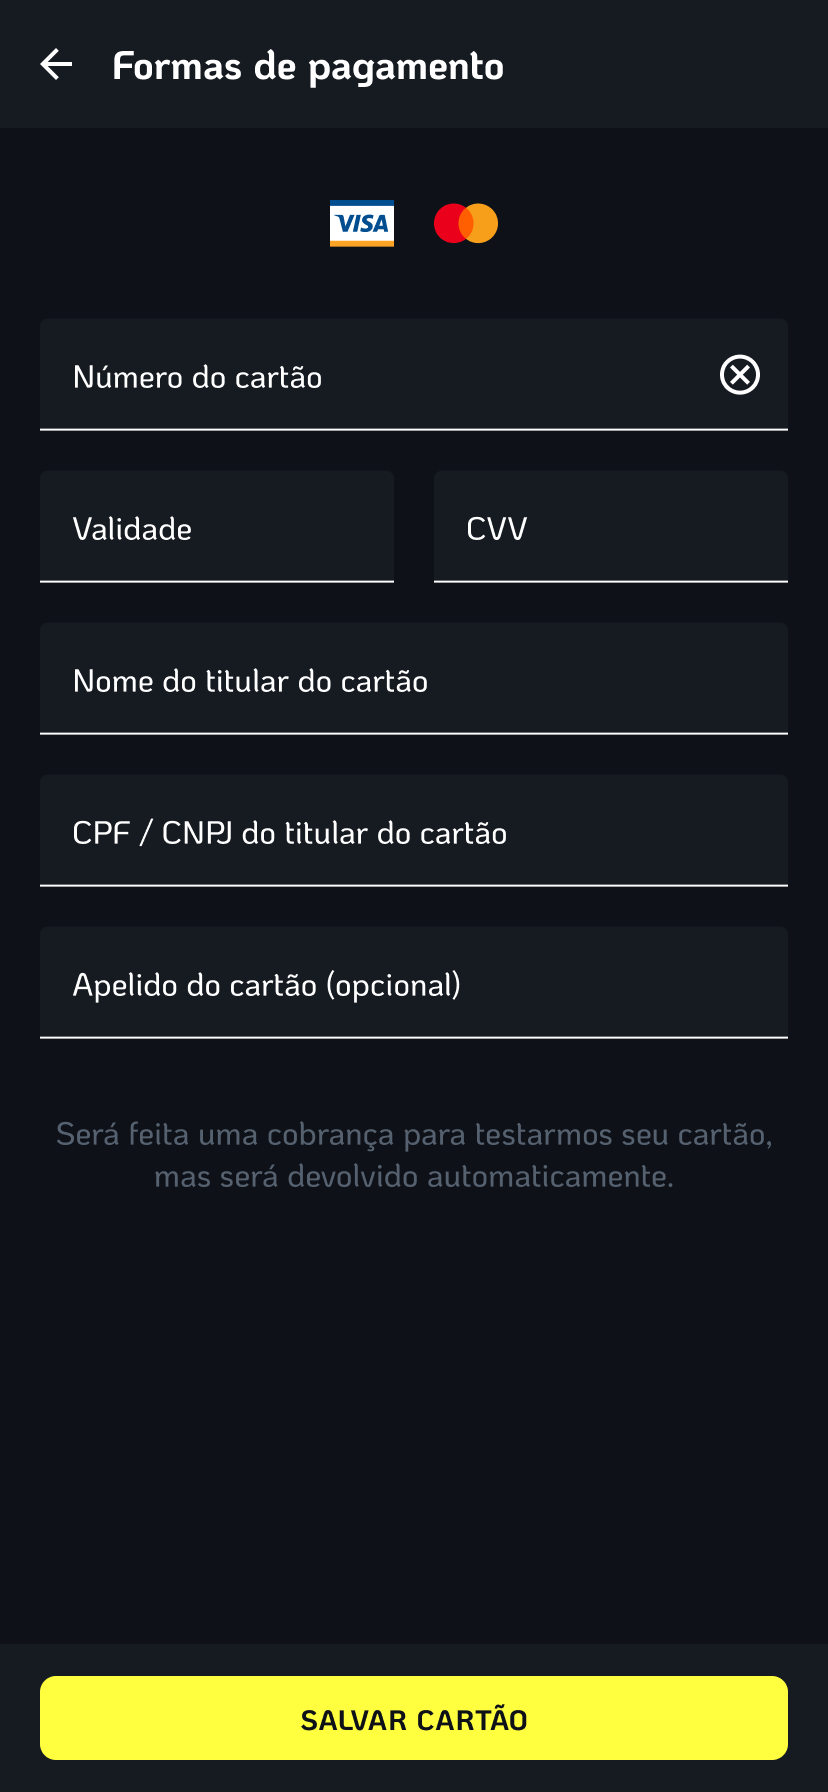 Formas de pagamento
VISA
Número do cartão
Validade
CVV
Nome do titular do cartão
CPF / CNPJ do titular do cartão
Apelido do cartão (opcional)
Será feita uma cobrança para testarmos seu cartão,
mas será devolvido automaticamente.
SALVAR CARTÃO